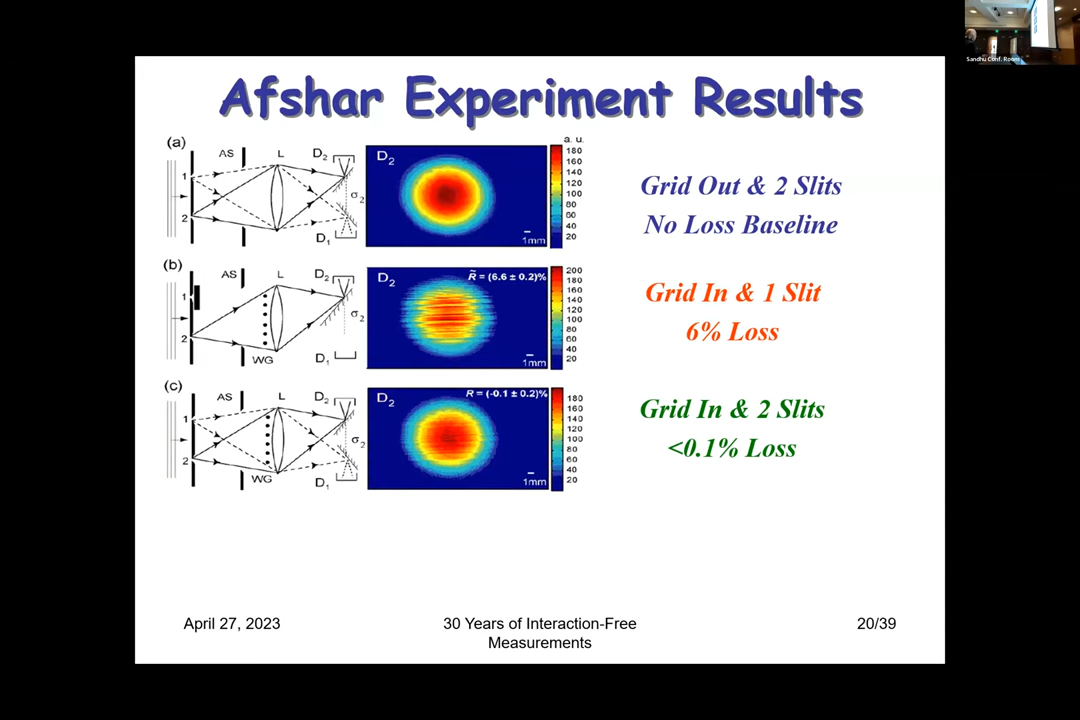 Sandhu Conf. Room
Afshar Experiment Results
(a)
AS
L
D2
1
2
σ2
D1
D2
1mm
a. u.
180
160
140
120
100
80
60
40
20
Grid Out & 2 Slits
No Loss Baseline
(b)
AS
L
D2
1
2
σ2
WG
D1
D2
R̃ = (6.6 ± 0.2)%
1mm
200
180
160
140
120
100
80
60
40
20
Grid In & 1 Slit
6% Loss
(c)
AS
L
D2
1
2
σ2
WG
D1
D2
R = (-0.1 ± 0.2)%
1mm
180
160
140
120
100
80
60
40
20
Grid In & 2 Slits
<0.1% Loss
April 27, 2023
30 Years of Interaction-Free
Measurements
20/39